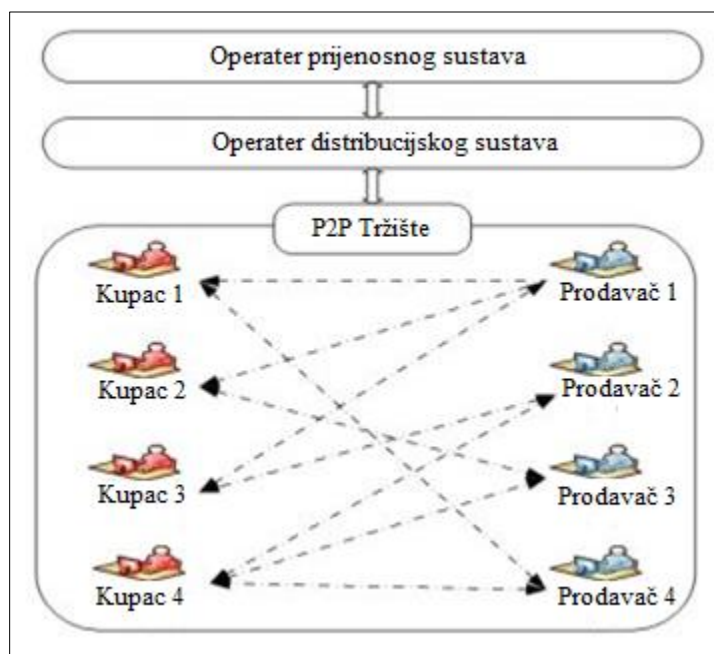 Operater prijenosnog sustava
Operater distribucijskog sustava
P2P Tržište
Kupac 1
Prodavač 1
Kupac 2
Prodavač 2
Kupac 3
Prodavač 3
Kupac 4
Prodavač 4